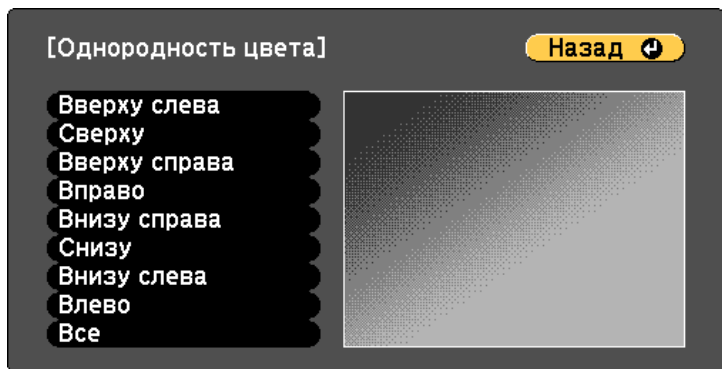 [Однородность цвета]
Назад
Вверху слева
Сверху
Вверху справа
Вправо
Внизу справа
Снизу
Внизу слева
Влево
Все